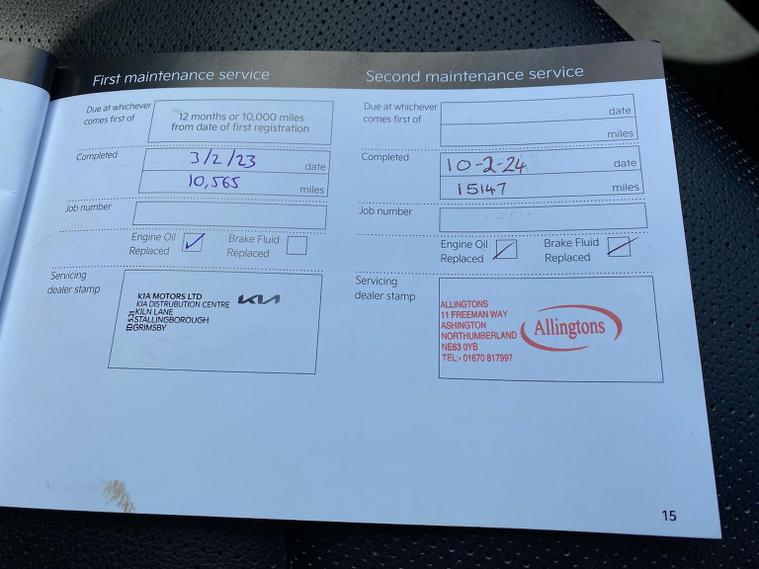 First maintenance service
Due at whichever
comes first of
12 months or 10,000 miles
from date of first registration
Completed
3/2/23 date
10,565 miles
Job number
Engine Oil
Replaced
Brake Fluid
Replaced
Servicing
dealer stamp
KIA MOTORS LTD
KIA DISTRUBUTION CENTRE
KILN LANE
STALLINGBOROUGH
GRIMSBY
KIA
Second maintenance service
Due at whichever
comes first of
date
miles
Completed
10-2-24 date
15147 miles
Job number
Engine Oil
Replaced
Brake Fluid
Replaced
Servicing
dealer stamp
ALLINGTONS
11 FREEMAN WAY
ASHINGTON
NORTHUMBERLAND
NE63 0YB
TEL:- 01670 817997
Allingtons
15